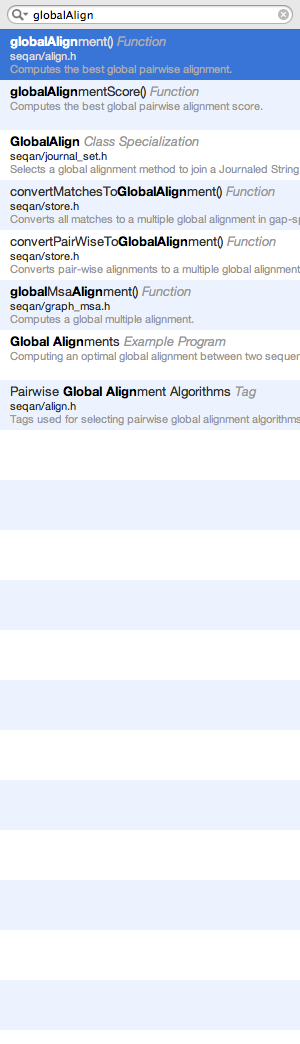 globalAlign
globalAlignment() Function
seqan/align.h
Computes the best global pairwise alignment.
globalAlignmentScore() Function
Computes the best global pairwise alignment score.
GlobalAlign Class Specialization
seqan/journal_set.h
Selects a global alignment method to join a Journaled String
convertMatchesToGlobalAlignment() Function
seqan/store.h
Converts all matches to a multiple global alignment in gap-sp
convertPairWiseToGlobalAlignment() Function
seqan/store.h
Converts pair-wise alignments to a multiple global alignment
globalMsaAlignment() Function
seqan/graph_msa.h
Computes a global multiple alignment.
Global Alignments Example Program
Computing an optimal global alignment between two sequen
Pairwise Global Alignment Algorithms Tag
seqan/align.h
Tags used for selecting pairwise global alignment algorithms